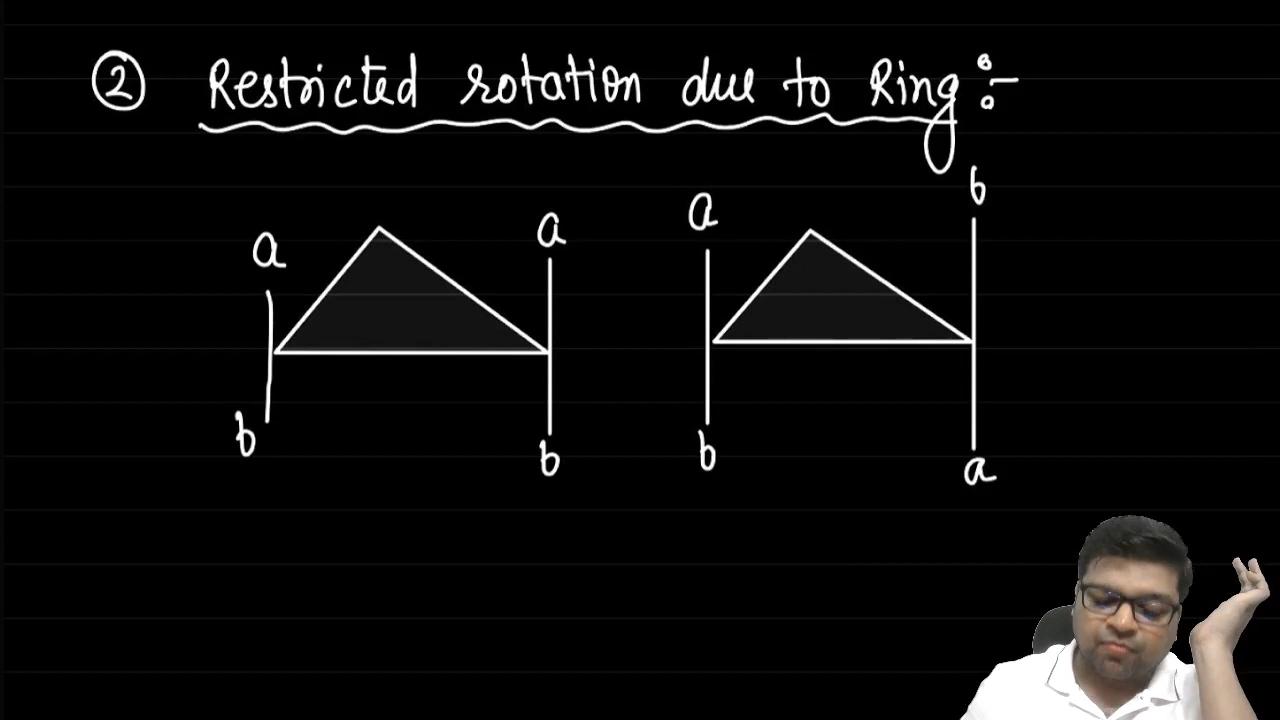 ② Restricted rotation due to Ring:-
a a a b
b b b a